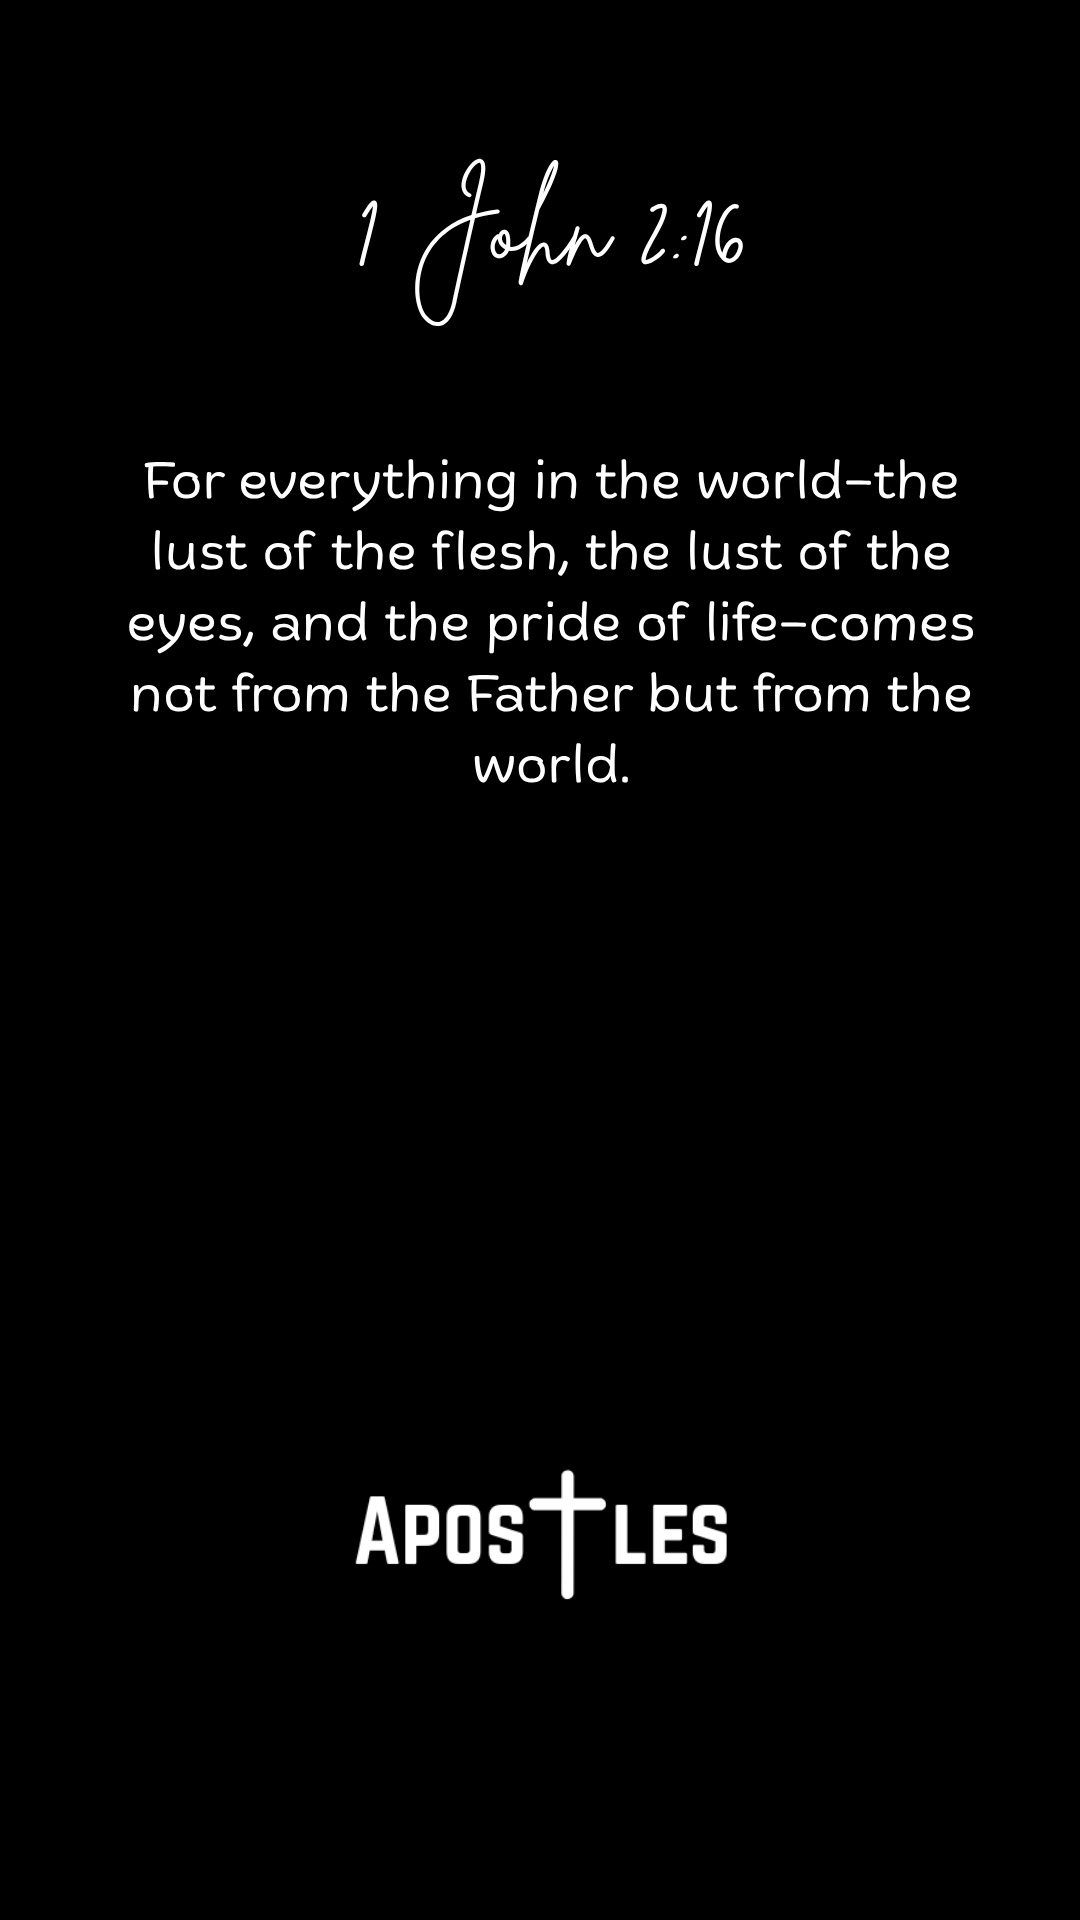 1 John 2:16
For everything in the world–the
lust of the flesh, the lust of the
eyes, and the pride of life–comes
not from the Father but from the
world.
Apostles